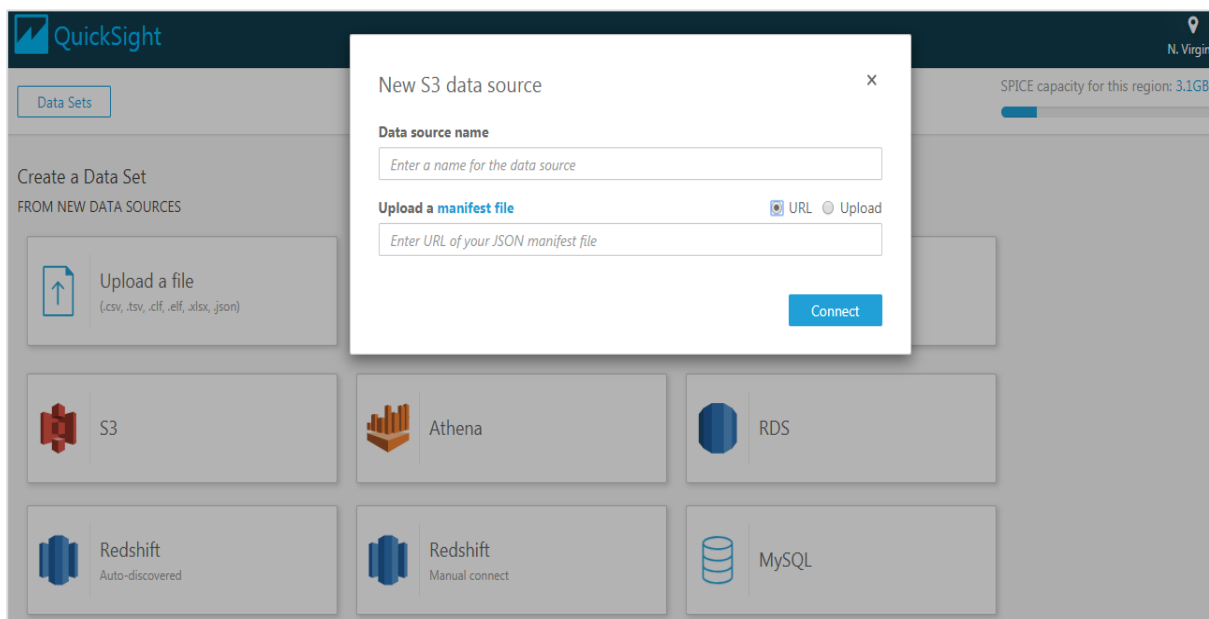 QuickSight
N. Virgin
Data Sets
SPICE capacity for this region: 3.1GB
New S3 data source
×
Data source name
Enter a name for the data source
Upload a manifest file
URL
Upload
Enter URL of your JSON manifest file
Connect
Create a Data Set
FROM NEW DATA SOURCES
Upload a file
(.csv, .tsv, .clf, .elf, .xlsx, .json)
S3
Athena
RDS
Redshift
Auto-discovered
Redshift
Manual connect
MySQL